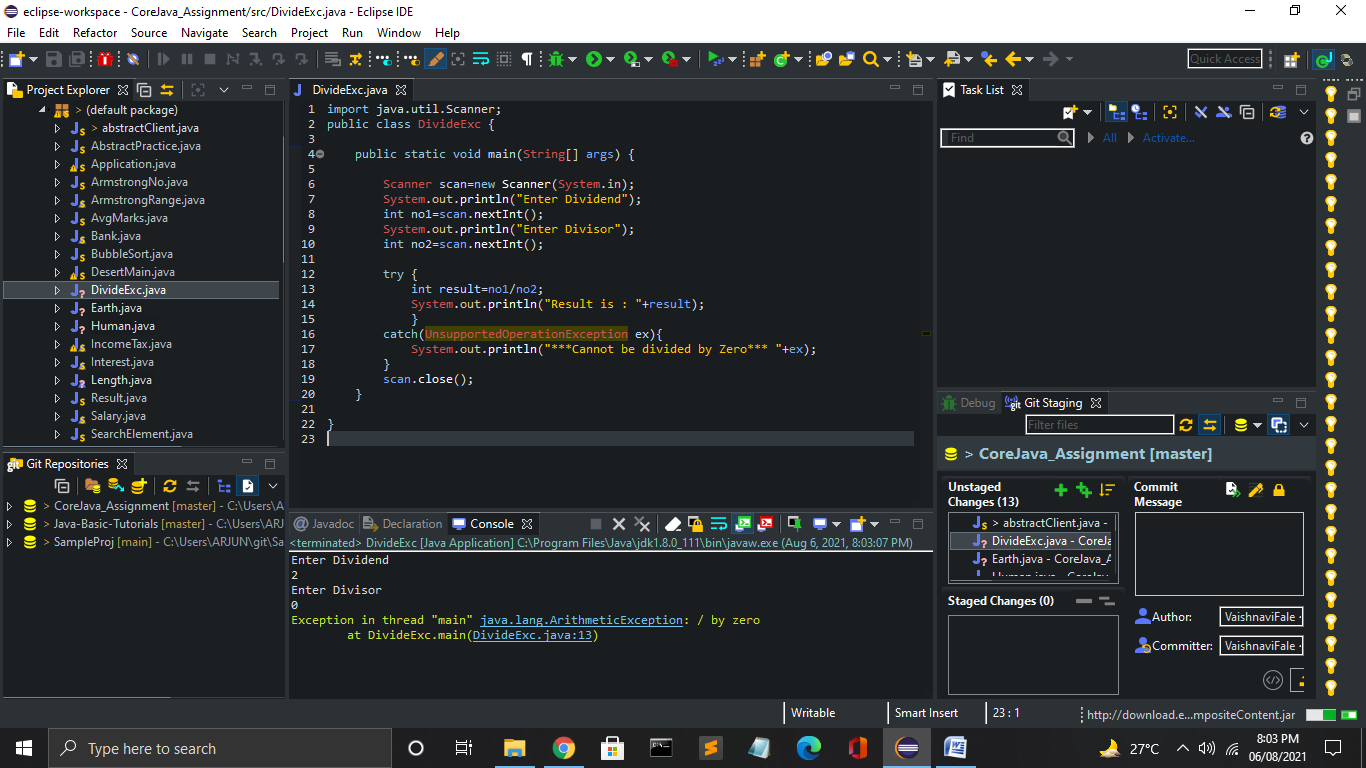 eclipse-workspace - CoreJava_Assignment/src/DivideExc.java - Eclipse IDE
File Edit Refactor Source Navigate Search Project Run Window Help
Quick Access
Project Explorer
> (default package)
> abstractClient.java
AbstractPractice.java
Application.java
ArmstrongNo.java
ArmstrongRange.java
AvgMarks.java
Bank.java
BubbleSort.java
DesertMain.java
DivideExc.java
Earth.java
Human.java
IncomeTax.java
Interest.java
Length.java
Result.java
Salary.java
SearchElement.java
Git Repositories
> CoreJava_Assignment [master] - C:\Users\A
> Java-Basic-Tutorials [master] - C:\Users\ARJ
> SampleProj [main] - C:\Users\ARJUN\git\Sa
DivideExc.java
1 import java.util.Scanner;
2 public class DivideExc {
3
4 public static void main(String[] args) {
5
6 Scanner scan=new Scanner(System.in);
7 System.out.println("Enter Dividend");
8 int no1=scan.nextInt();
9 System.out.println("Enter Divisor");
10 int no2=scan.nextInt();
11
12 try {
13 int result=no1/no2;
14 System.out.println("Result is : "+result);
15 }
16 catch(UnsupportedOperationException ex){
17 System.out.println("***Cannot be divided by Zero*** "+ex);
18 }
19 scan.close();
20 }
21
22 }
23
@ Javadoc Declaration Console
<terminated> DivideExc [Java Application] C:\Program Files\Java\jdk1.8.0_111\bin\javaw.exe (Aug 6, 2021, 8:03:07 PM)
Enter Dividend
2
Enter Divisor
0
Exception in thread "main" java.lang.ArithmeticException: / by zero
at DivideExc.main(DivideExc.java:13)
Task List
Find All Activate...
Debug Git Staging
Filter files
> CoreJava_Assignment [master]
Unstaged Changes (13)
> abstractClient.java -
DivideExc.java - CoreJa
Earth.java - CoreJava_A
Staged Changes (0)
Commit Message
Author: VaishnaviFale
Committer: VaishnaviFale
Writable Smart Insert 23 : 1 http://download.e...mpositeContent.jar
Type here to search
27°C
8:03 PM
06/08/2021